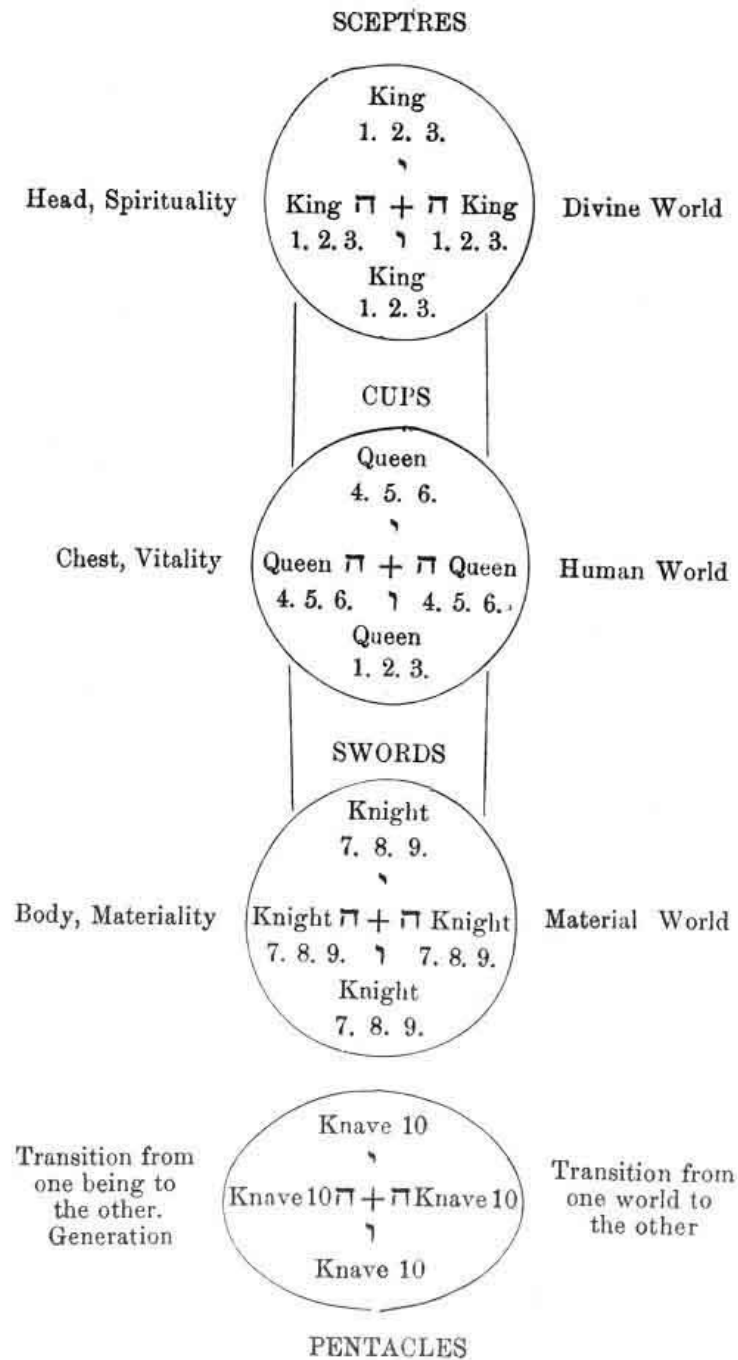 SCEPTRES
King
1. 2. 3.
י
Head, Spirituality
King ה + ה King
Divine World
1. 2. 3. ו 1. 2. 3.
King
1. 2. 3.
CUPS
Queen
4. 5. 6.
י
Chest, Vitality
Queen ה + ה Queen
Human World
4. 5. 6. ו 4. 5. 6.
Queen
1. 2. 3.
SWORDS
Knight
7. 8. 9.
י
Body, Materiality
Knight ה + ה Knight
Material World
7. 8. 9. ו 7. 8. 9.
Knight
7. 8. 9.
Knave 10
י
Transition from
one being to
the other.
Generation
Knave 10 ה + ה Knave 10
ו
Knave 10
Transition from
one world to
the other
PENTACLES